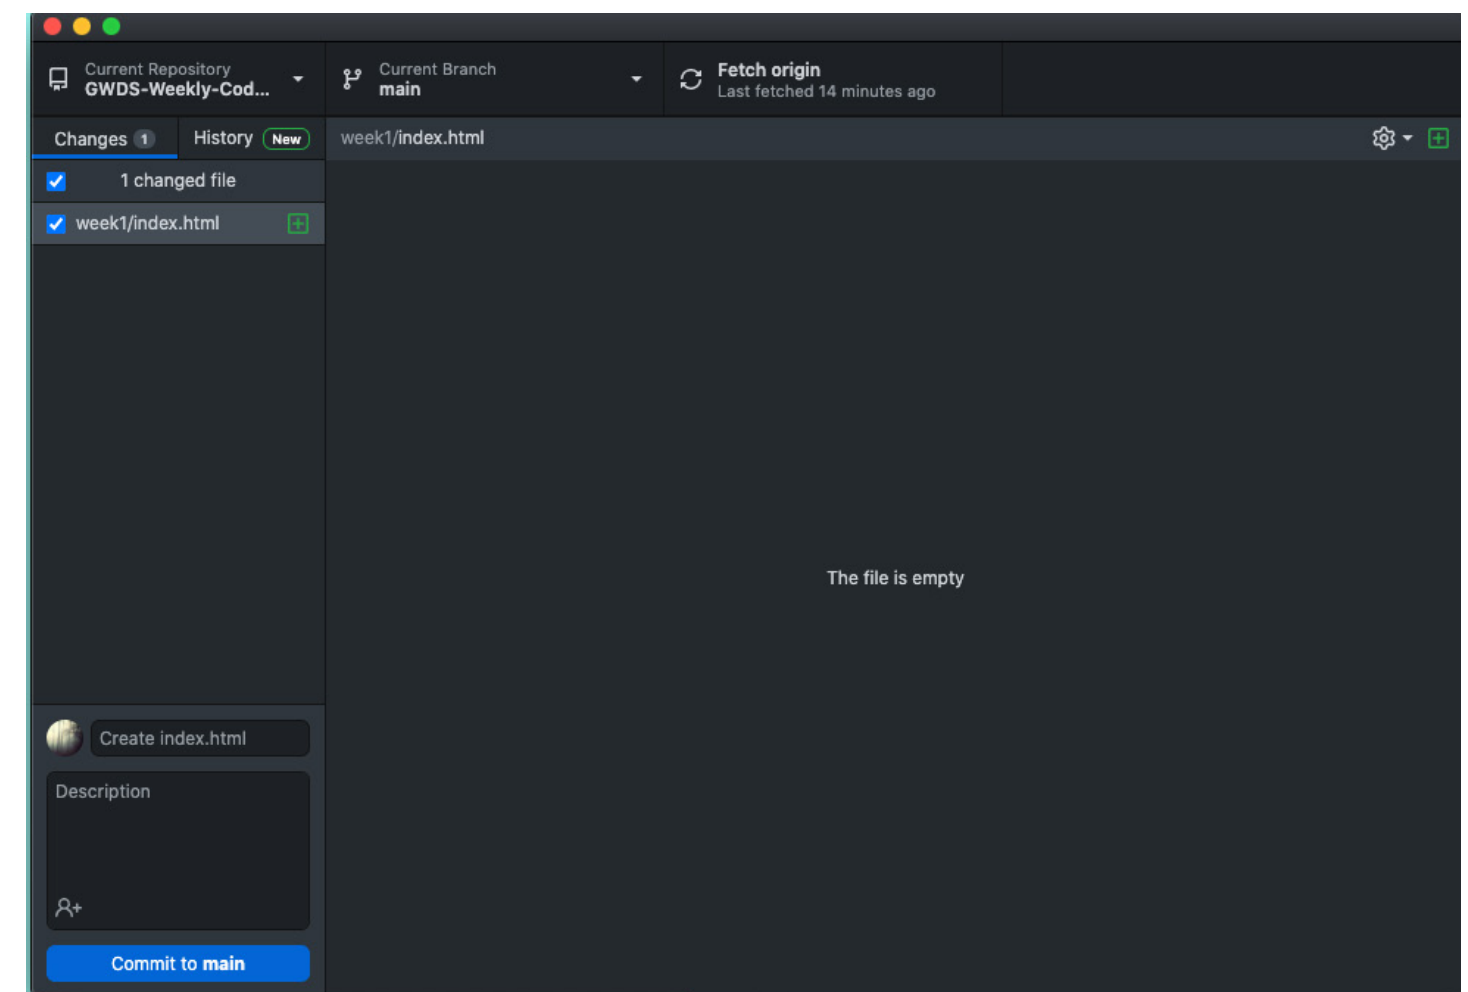 Current Repository
GWDS-Weekly-Cod...
Current Branch
main
Fetch origin
Last fetched 14 minutes ago
Changes 1
History New
week1/index.html
1 changed file
week1/index.html
The file is empty
Create index.html
Description
Commit to main